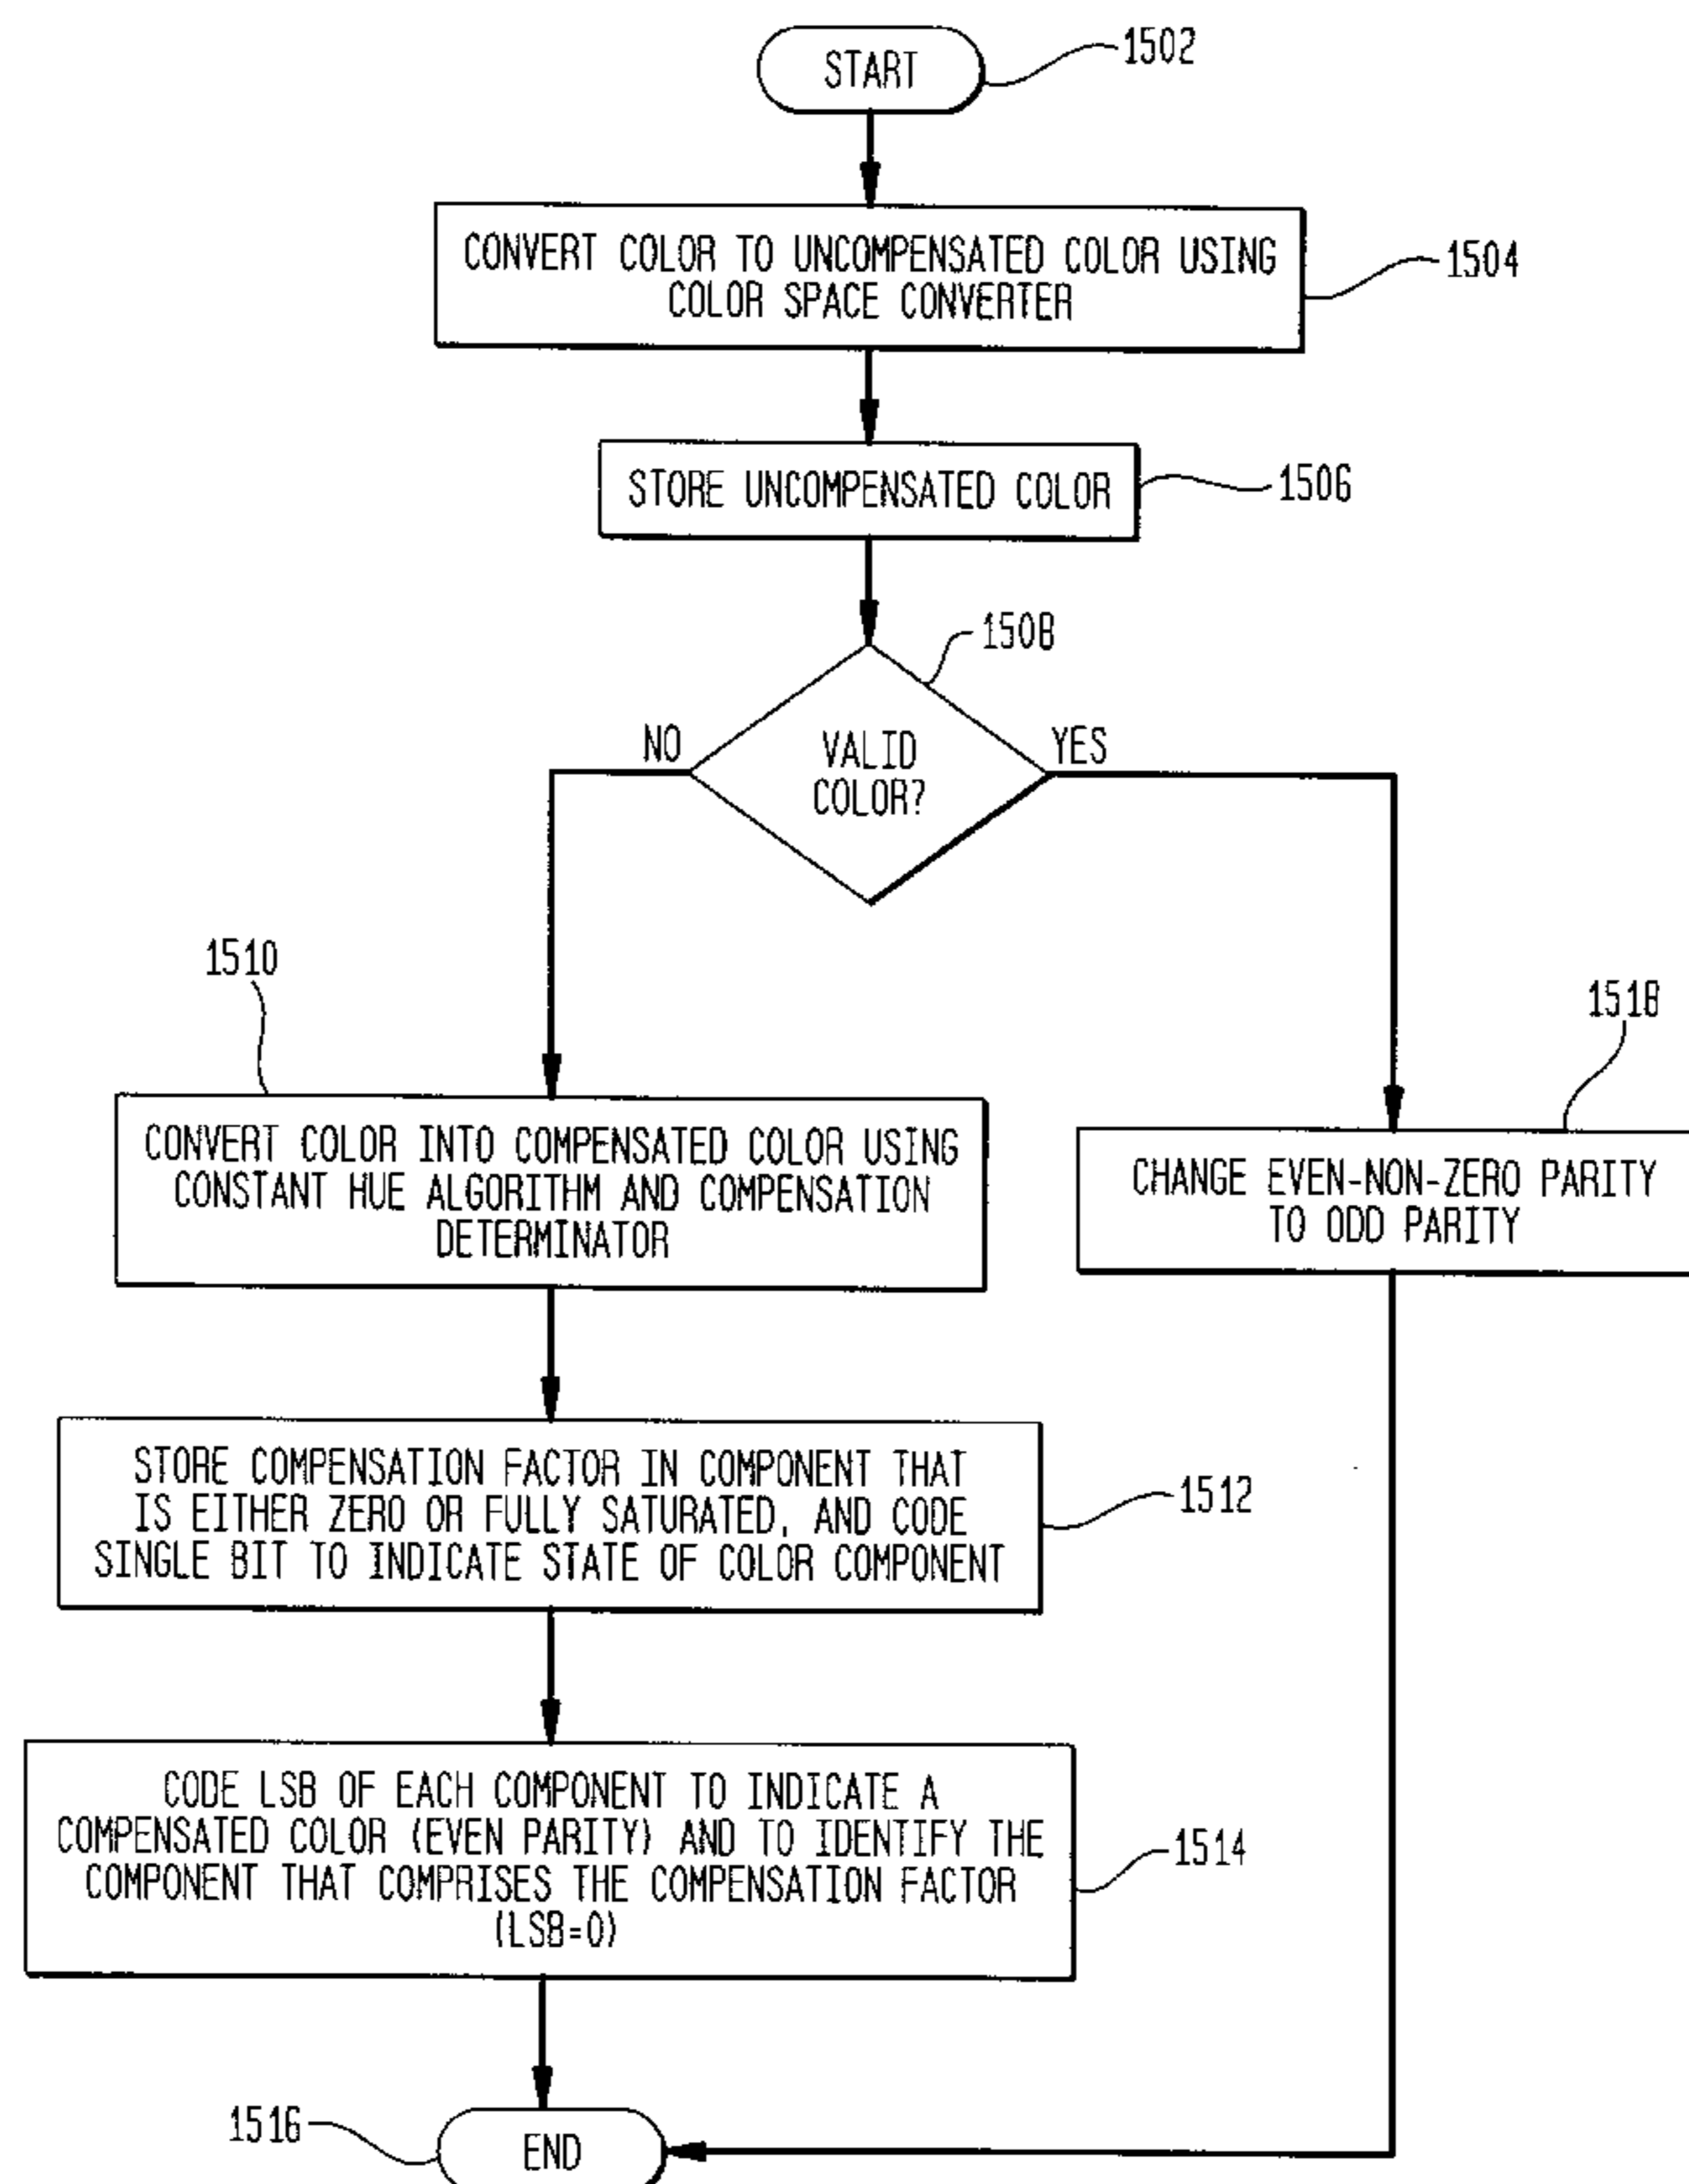 START
1502
CONVERT COLOR TO UNCOMPENSATED COLOR USING
COLOR SPACE CONVERTER
1504
STORE UNCOMPENSATED COLOR
1506
1508
NO
VALID
COLOR?
YES
1510
1518
CONVERT COLOR INTO COMPENSATED COLOR USING
CONSTANT HUE ALGORITHM AND COMPENSATION
DETERMINATOR
CHANGE EVEN-NON-ZERO PARITY
TO ODD PARITY
STORE COMPENSATION FACTOR IN COMPONENT THAT
IS EITHER ZERO OR FULLY SATURATED, AND CODE
SINGLE BIT TO INDICATE STATE OF COLOR COMPONENT
1512
CODE LSB OF EACH COMPONENT TO INDICATE A
COMPENSATED COLOR (EVEN PARITY) AND TO IDENTIFY THE
COMPONENT THAT COMPRISES THE COMPENSATION FACTOR
(LSB=0)
1514
1516
END